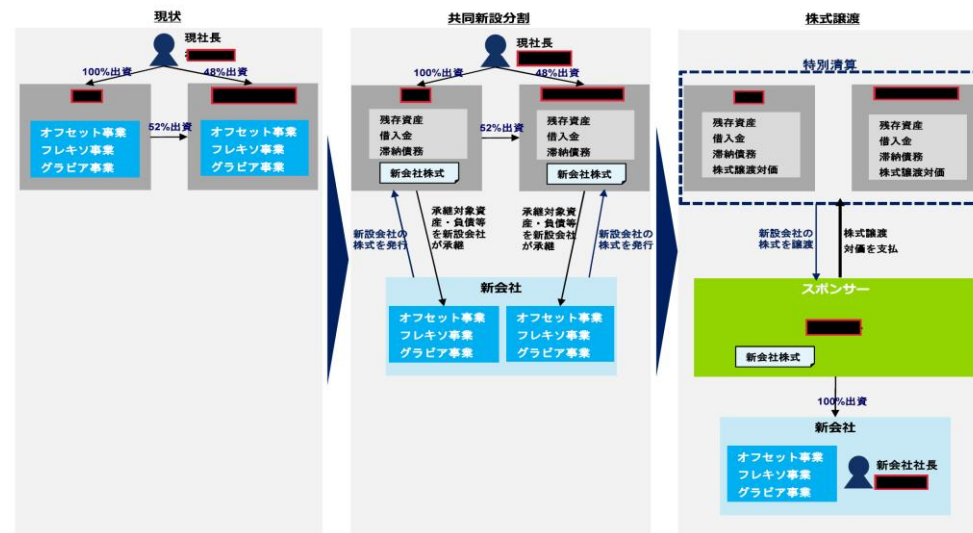 現状
現社長
100%出資
48%出資
52%出資
オフセット事業
フレキソ事業
グラビア事業
オフセット事業
フレキソ事業
グラビア事業
共同新設分割
現社長
100%出資
48%出資
52%出資
残存資産
借入金
滞納債務
新会社株式
残存資産
借入金
滞納債務
新会社株式
新設会社の
株式を発行
承継対象資
産・負債等
を新設会社
が承継
承継対象資
産・負債等
を新設会社
が承継
新設会社の
株式を発行
新会社
オフセット事業
フレキソ事業
グラビア事業
オフセット事業
フレキソ事業
グラビア事業
株式譲渡
特別清算
残存資産
借入金
滞納債務
株式譲渡対価
残存資産
借入金
滞納債務
株式譲渡対価
新設会社の
株式を譲渡
株式譲渡
対価を支払
スポンサー
新会社株式
100%出資
新会社
オフセット事業
フレキソ事業
グラビア事業
新会社社長